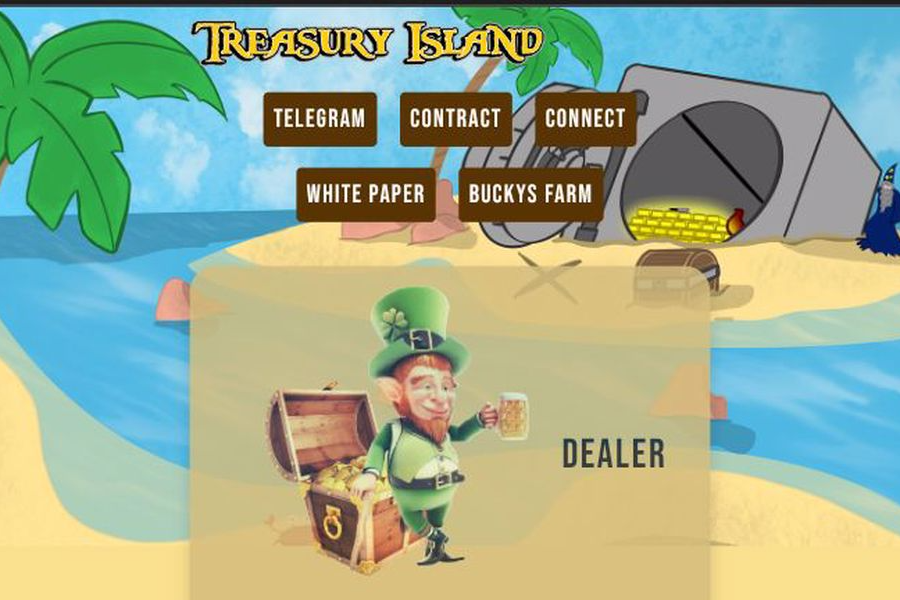 TREASURY ISLAND
TELEGRAM CONTRACT CONNECT
WHITE PAPER BUCKYS FARM
DEALER